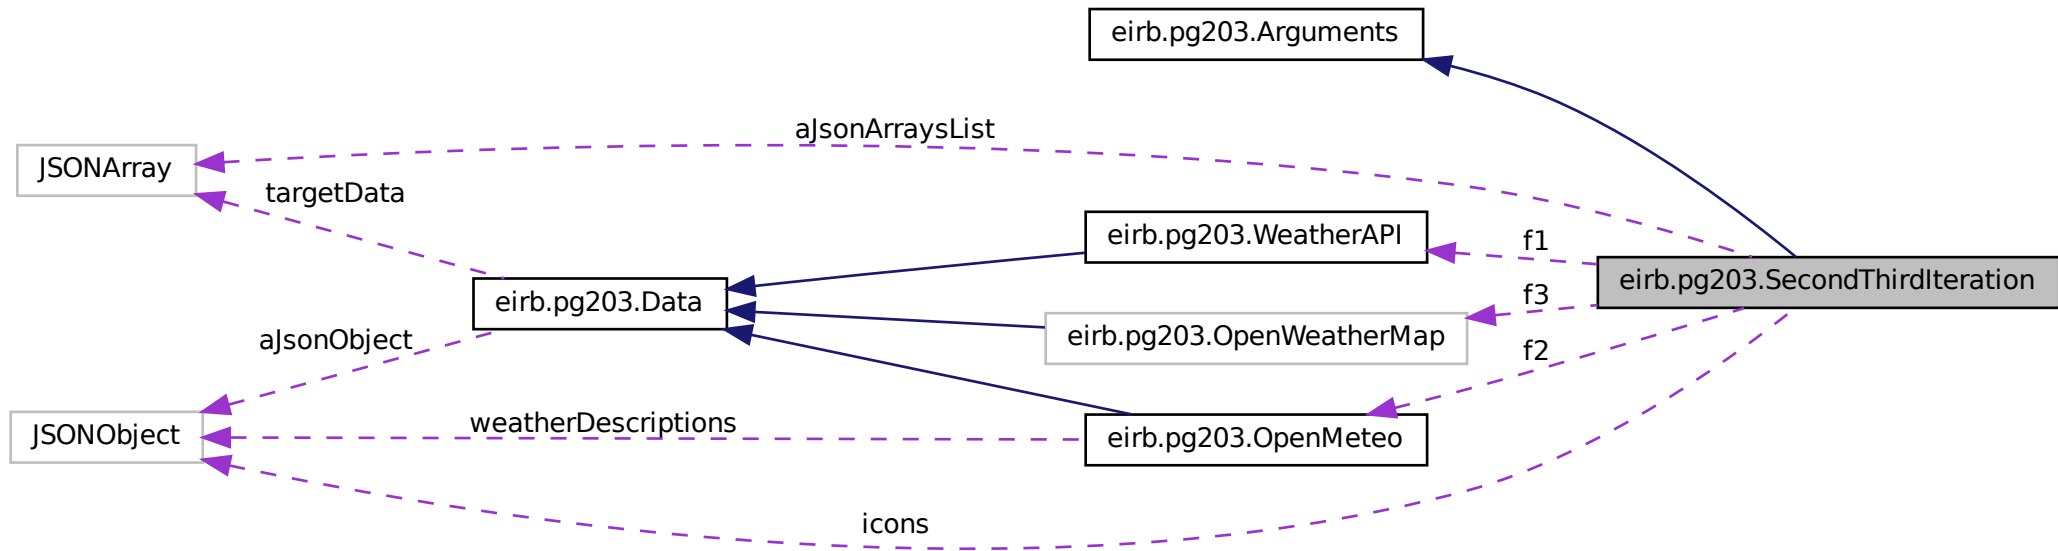 eirb.pg203.Arguments
aJsonArraysList
JSONArray
targetData
eirb.pg203.WeatherAPI
f1
eirb.pg203.SecondThirdIteration
eirb.pg203.Data
f3
eirb.pg203.OpenWeatherMap
aJsonObject
f2
weatherDescriptions
JSONObject
eirb.pg203.OpenMeteo
icons